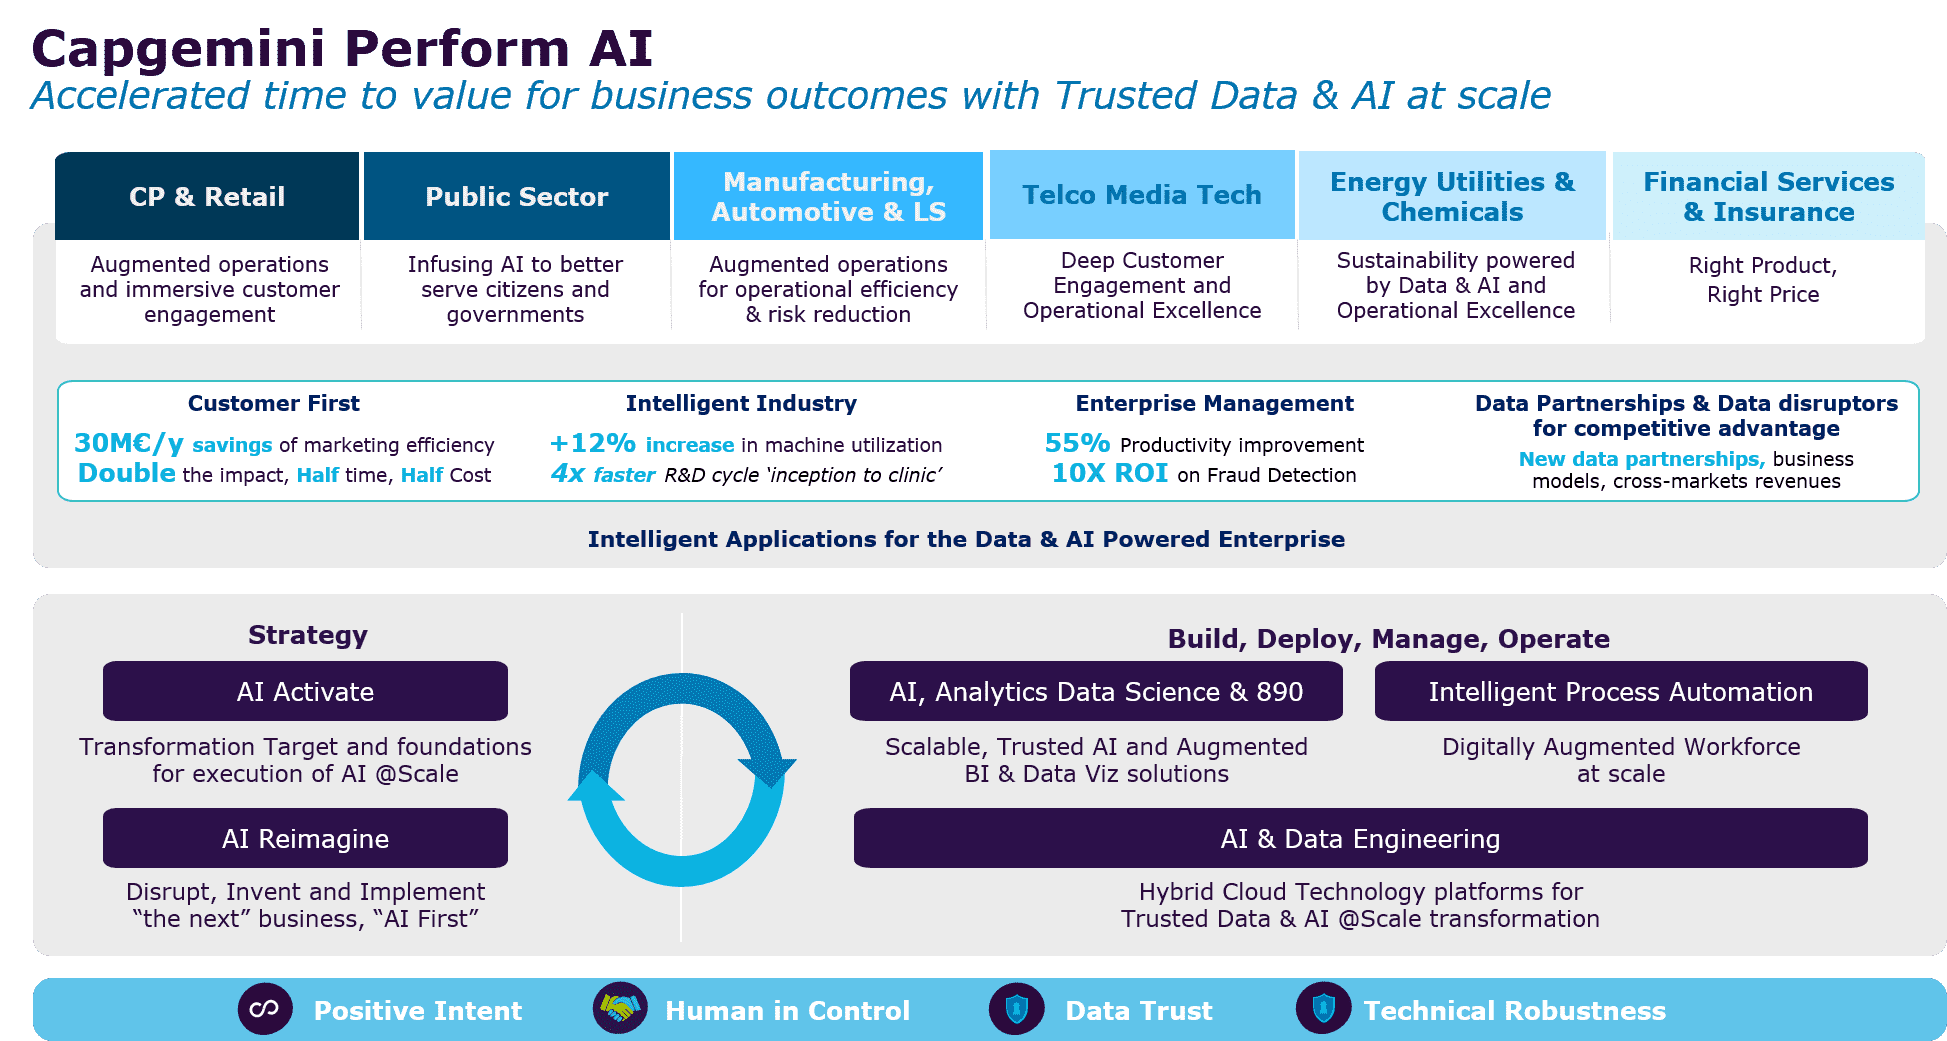 Capgemini Perform AI
Accelerated time to value for business outcomes with Trusted Data & AI at scale
CP & Retail
Augmented operations
and immersive customer
engagement
Public Sector
Infusing AI to better
serve citizens and
governments
Manufacturing,
Automotive & LS
Augmented operations
for operational efficiency
& risk reduction
Telco Media Tech
Deep Customer
Engagement and
Operational Excellence
Energy Utilities &
Chemicals
Sustainability powered
by Data & AI and
Operational Excellence
Financial Services
& Insurance
Right Product,
Right Price
Customer First
30M€/y savings of marketing efficiency
Double the impact, Half time, Half Cost
Intelligent Industry
+12% increase in machine utilization
4x faster R&D cycle ‘inception to clinic’
Enterprise Management
55% Productivity improvement
10X ROI on Fraud Detection
Data Partnerships & Data disruptors
for competitive advantage
New data partnerships, business
models, cross-markets revenues
Intelligent Applications for the Data & AI Powered Enterprise
Strategy
AI Activate
Transformation Target and foundations
for execution of AI @Scale
AI Reimagine
Disrupt, Invent and Implement
“the next” business, “AI First”
Build, Deploy, Manage, Operate
AI, Analytics Data Science & 890
Scalable, Trusted AI and Augmented
BI & Data Viz solutions
Intelligent Process Automation
Digitally Augmented Workforce
at scale
AI & Data Engineering
Hybrid Cloud Technology platforms for
Trusted Data & AI @Scale transformation
Positive Intent
Human in Control
Data Trust
Technical Robustness